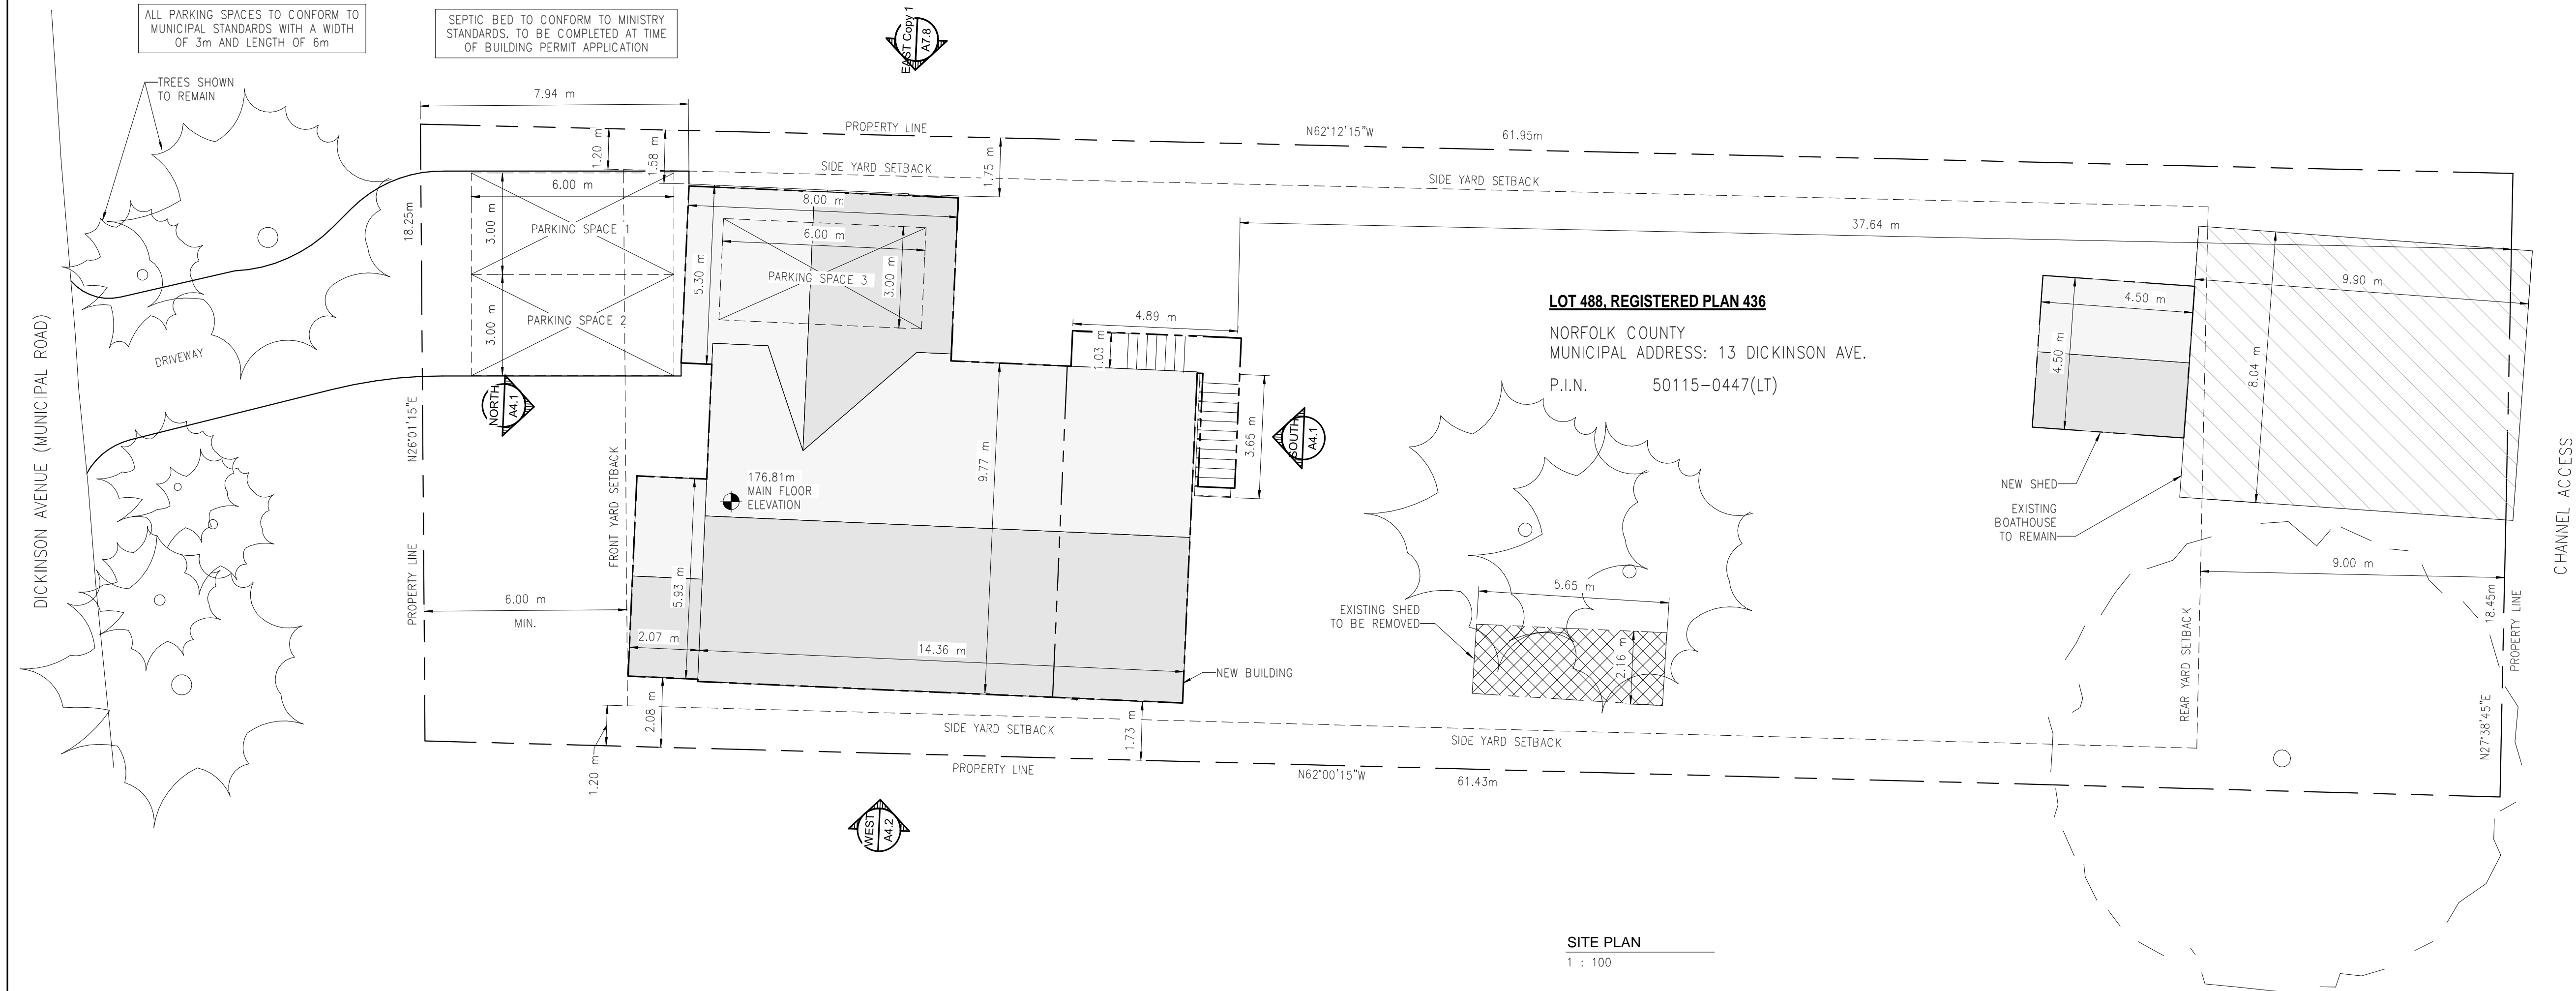 ALL PARKING SPACES TO CONFORM TO
MUNICIPAL STANDARDS WITH A WIDTH
OF 3m AND LENGTH OF 6m
SEPTIC BED TO CONFORM TO MINISTRY
STANDARDS. TO BE COMPLETED AT TIME
OF BUILDING PERMIT APPLICATION
EAST Copy 1
A7.8
TREES SHOWN
TO REMAIN
7.94 m
PROPERTY LINE
N62°12'15"W
61.95m
1.20 m
1.58 m
1.75 m
SIDE YARD SETBACK
SIDE YARD SETBACK
6.00 m
8.00 m
18.25m
3.00 m
PARKING SPACE 1
6.00 m
37.64 m
5.30 m
PARKING SPACE 3
3.00 m
9.90 m
4.50 m
LOT 488, REGISTERED PLAN 436
NORFOLK COUNTY
MUNICIPAL ADDRESS: 13 DICKINSON AVE.
P.I.N. 50115-0447(LT)
PARKING SPACE 2
3.00 m
4.89 m
1.03 m
4.50 m
8.04 m
DRIVEWAY
DICKINSON AVENUE (MUNICIPAL ROAD)
NORTH
A4.1
N26°01'15"E
SOUTH
A4.1
3.65 m
9.77 m
FRONT YARD SETBACK
176.81m
MAIN FLOOR
ELEVATION
NEW SHED
EXISTING
BOATHOUSE
TO REMAIN
CHANNEL ACCESS
PROPERTY LINE
6.00 m
MIN.
5.93 m
2.07 m
14.36 m
NEW BUILDING
5.65 m
EXISTING SHED
TO BE REMOVED
2.16 m
9.00 m
18.45m
PROPERTY LINE
REAR YARD SETBACK
N27°38'45"E
1.20 m
2.08 m
SIDE YARD SETBACK
1.73 m
SIDE YARD SETBACK
PROPERTY LINE
N62°00'15"W
61.43m
WEST
A4.2
SITE PLAN
1 : 100